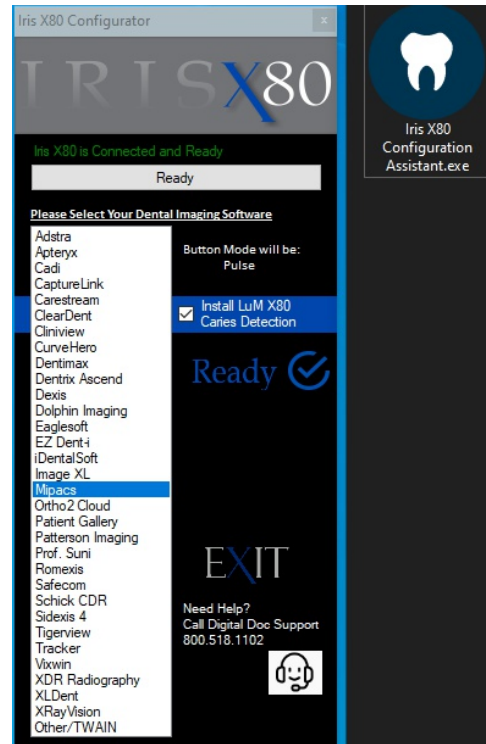 Iris X80 Configurator
x
IRISX80
Iris X80 is Connected and Ready
Ready
Please Select Your Dental Imaging Software
Adstra
Apteryx
Cadi
CaptureLink
Carestream
ClearDent
Cliniview
CurveHero
Dentimax
Dentrix Ascend
Dexis
Dolphin Imaging
Eaglesoft
EZ Dent-i
iDentalSoft
Image XL
Mipacs
Ortho2 Cloud
Patient Gallery
Patterson Imaging
Prof. Suni
Romexis
Safecom
Schick CDR
Sidexis 4
Tigerview
Tracker
Vixwin
XDR Radiography
XLDent
XRayVision
Other/TWAIN
Button Mode will be:
Pulse
Install LuM X80
Caries Detection
Ready
EXIT
Need Help?
Call Digital Doc Support
800.518.1102
Iris X80
Configuration
Assistant.exe